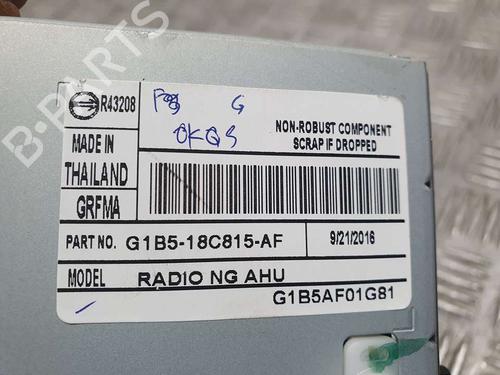 R43208
G
OKQS
MADE IN
THAILAND
GRFMA
NON-ROBUST COMPONENT
SCRAP IF DROPPED
PART NO. G1B5-18C815-AF
9/21/2016
MODEL RADIO NG AHU
G1B5AF01G81
B-PARTS